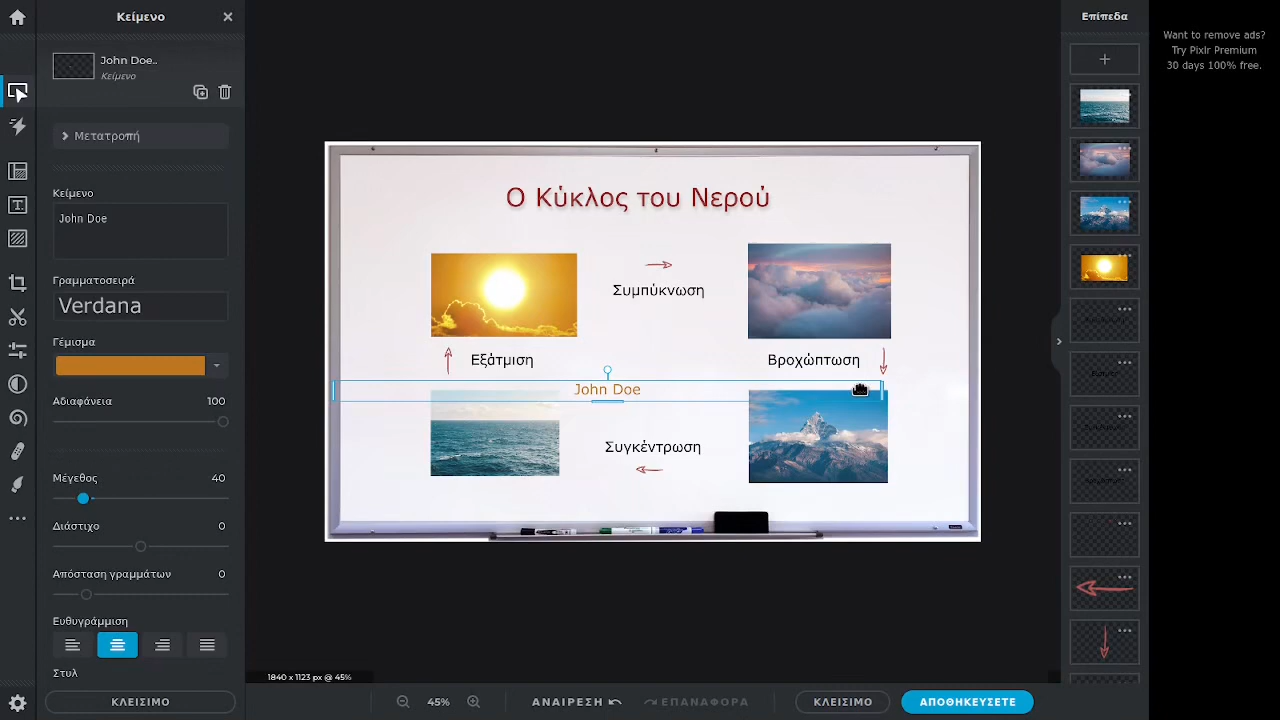 Κείμενο
Επίπεδα
John Doe..
Κείμενο
Want to remove ads?
Try Pixlr Premium
30 days 100% free.
Μετατροπή
Κείμενο
John Doe
Γραμματοσειρά
Verdana
Γέμισμα
Αδιαφάνεια 100
Μέγεθος 40
Διάστιχο 0
Απόσταση γραμμάτων 0
Ευθυγράμμιση
Στυλ
ΚΛΕΙΣΙΜΟ
Ο Κύκλος του Νερού
Συμπύκνωση
Εξάτμιση
Βροχόπτωση
John Doe
Συγκέντρωση
1840 x 1123 px @ 45%
45%
ΑΝΑΙΡΕΣΗ
ΕΠΑΝΑΦΟΡΑ
ΚΛΕΙΣΙΜΟ
ΑΠΟΘΗΚΕΥΣΕΤΕ